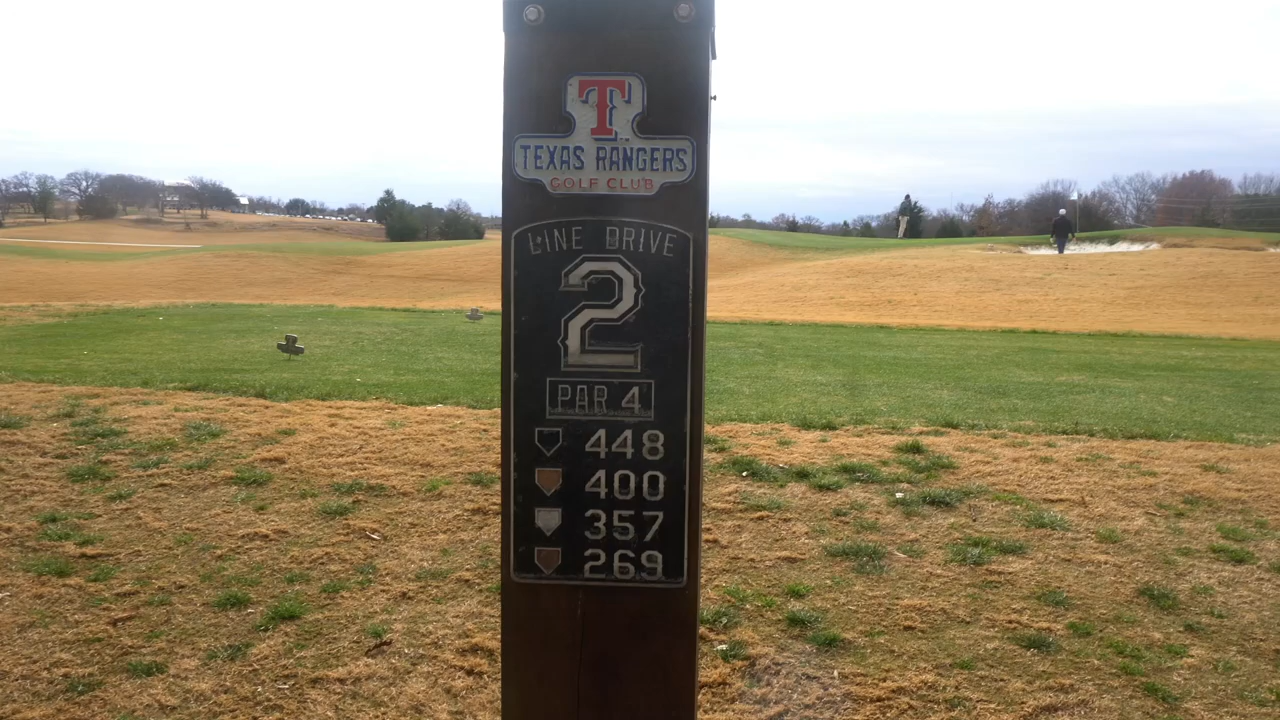 T
TEXAS RANGERS
GOLF CLUB
LINE DRIVE
2
PAR 4
448
400
357
269